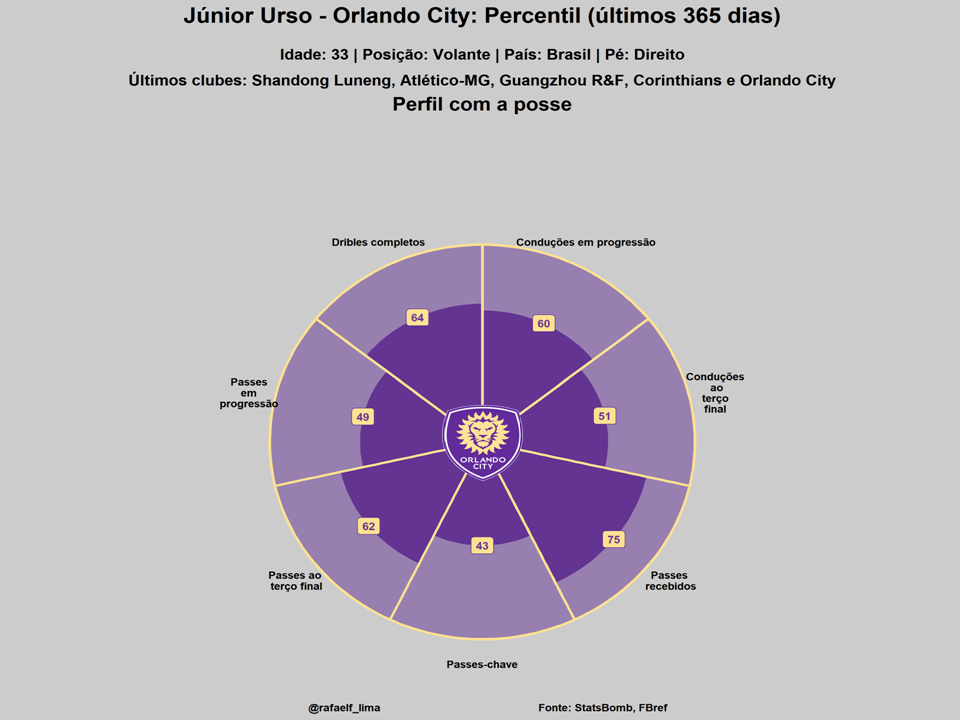 Júnior Urso - Orlando City: Percentil (últimos 365 dias)
Idade: 33 | Posição: Volante | País: Brasil | Pé: Direito
Últimos clubes: Shandong Luneng, Atlético-MG, Guangzhou R&F, Corinthians e Orlando City
Perfil com a posse
Dribles completos
Conduções em progressão
64
60
Conduções
ao
terço
final
Passes
em
progressão
49
51
ORLANDO
CITY
62
43
75
Passes ao
terço final
Passes
recebidos
Passes-chave
@rafaelf_lima
Fonte: StatsBomb, FBref